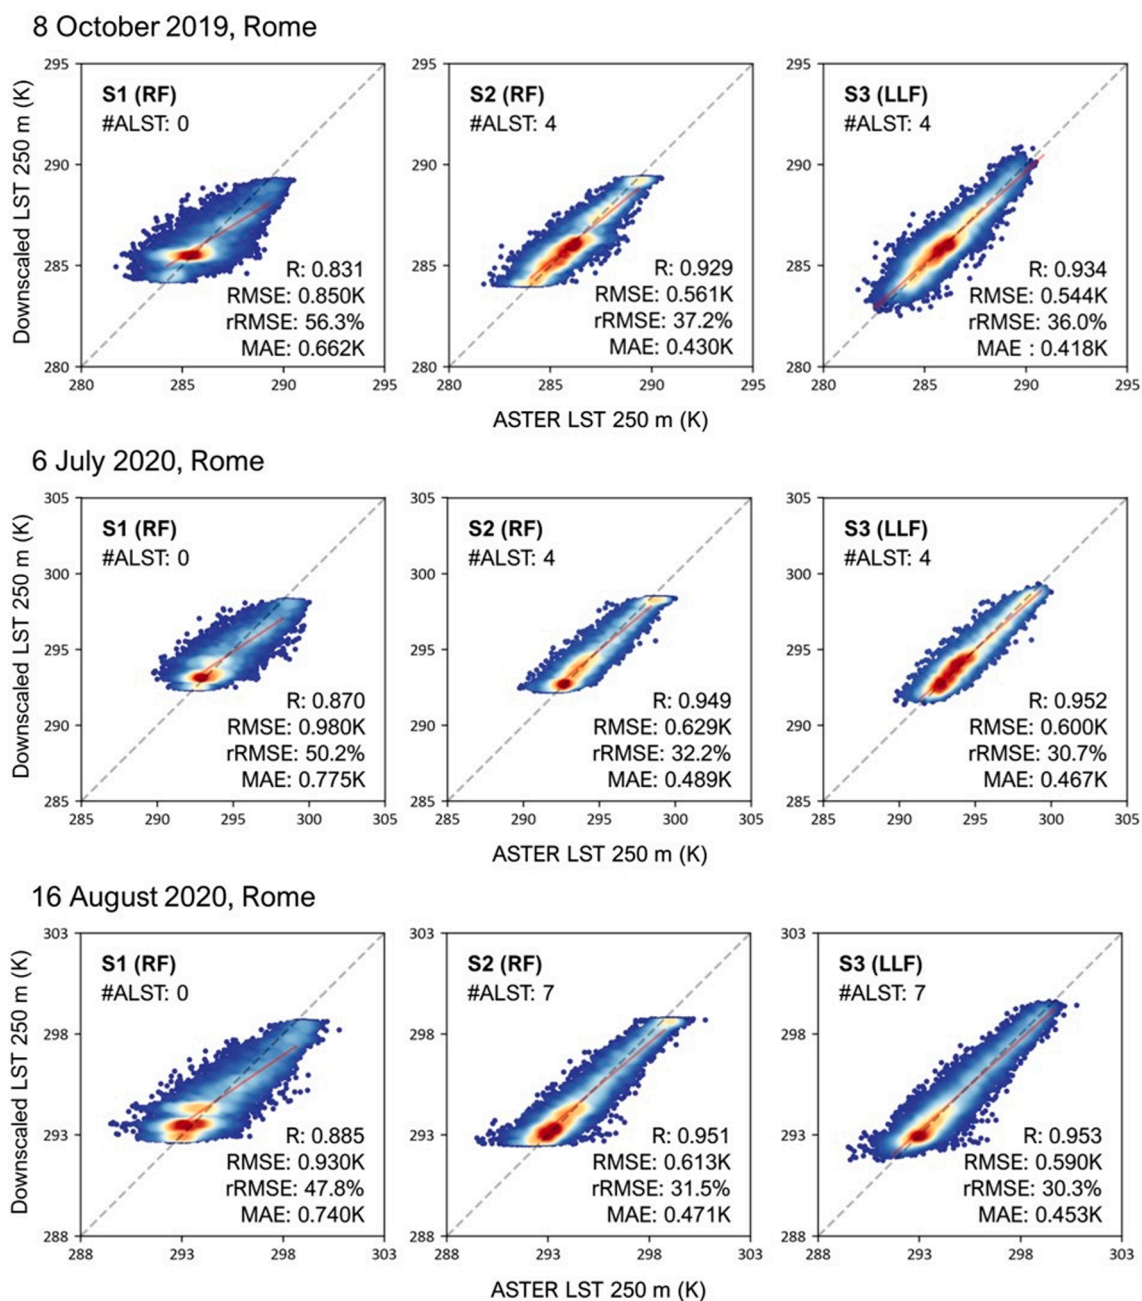 8 October 2019, Rome
Downscaled LST 250 m (K)
295
290
285
280
S1 (RF)
#ALST: 0
R: 0.831
RMSE: 0.850K
rRMSE: 56.3%
MAE: 0.662K
280 285 290 295
295
290
285
280
S2 (RF)
#ALST: 4
R: 0.929
RMSE: 0.561K
rRMSE: 37.2%
MAE: 0.430K
280 285 290 295
295
290
285
280
S3 (LLF)
#ALST: 4
R: 0.934
RMSE: 0.544K
rRMSE: 36.0%
MAE : 0.418K
280 285 290 295
ASTER LST 250 m (K)
6 July 2020, Rome
Downscaled LST 250 m (K)
305
300
295
290
285
S1 (RF)
#ALST: 0
R: 0.870
RMSE: 0.980K
rRMSE: 50.2%
MAE: 0.775K
285 290 295 300 305
305
300
295
290
285
S2 (RF)
#ALST: 4
R: 0.949
RMSE: 0.629K
rRMSE: 32.2%
MAE: 0.489K
285 290 295 300 305
305
300
295
290
285
S3 (LLF)
#ALST: 4
R: 0.952
RMSE: 0.600K
rRMSE: 30.7%
MAE: 0.467K
285 290 295 300 305
ASTER LST 250 m (K)
16 August 2020, Rome
Downscaled LST 250 m (K)
303
298
293
288
S1 (RF)
#ALST: 0
R: 0.885
RMSE: 0.930K
rRMSE: 47.8%
MAE: 0.740K
288 293 298 303
303
298
293
288
S2 (RF)
#ALST: 7
R: 0.951
RMSE: 0.613K
rRMSE: 31.5%
MAE: 0.471K
288 293 298 303
303
298
293
288
S3 (LLF)
#ALST: 7
R: 0.953
RMSE: 0.590K
rRMSE: 30.3%
MAE: 0.453K
288 293 298 303
ASTER LST 250 m (K)